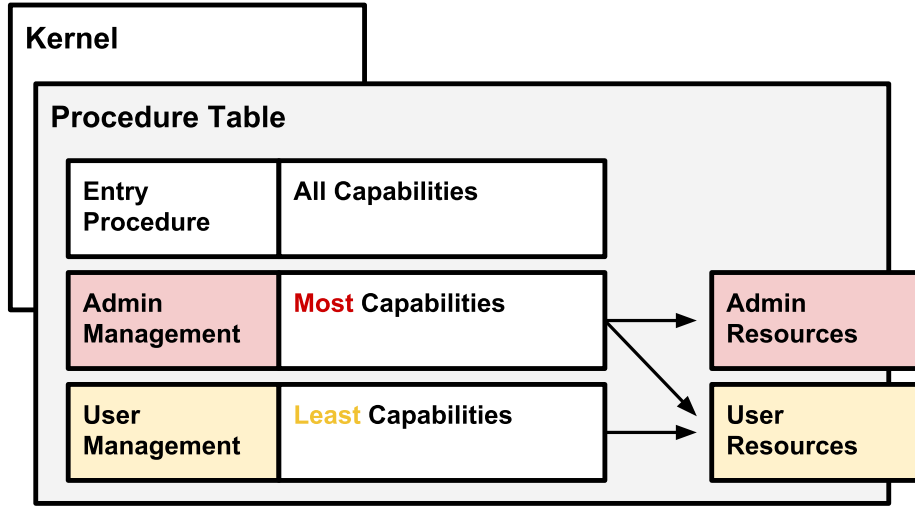 Kernel
Procedure Table
Entry
Procedure
All Capabilities
Admin
Management
Most Capabilities
Admin
Resources
User
Management
Least Capabilities
User
Resources